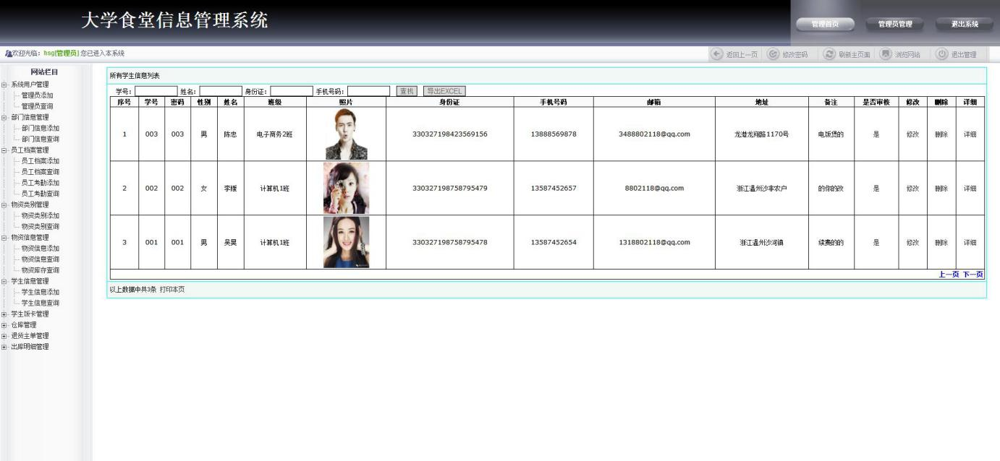 大学食堂信息管理系统
管理首页 管理员管理 退出系统
欢迎光临：hsg[管理员] 您已进入本系统
返回上一页 修改密码 刷新主页面 浏览网站 退出管理
网站栏目
系统用户管理
管理员添加
管理员查询
部门信息管理
部门信息添加
部门信息查询
员工档案管理
员工档案添加
员工档案查询
员工考勤添加
员工考勤查询
物资类别管理
物资类别添加
物资类别查询
物资信息管理
物资信息添加
物资信息查询
物资库存查询
学生信息管理
学生信息添加
学生信息查询
学生饭卡管理
仓库管理
退货主单管理
出库明细管理
所有学生信息列表
学号： 姓名： 身份证： 手机号码： 查找 导出EXCEL
序号 学号 密码 性别 姓名 班级 照片 身份证 手机号码 邮箱 地址 备注 是否审核 修改 删除 详细
1 003 003 男 陈忠 电子商务2班 330327198423569156 13888569878 3488802118@qq.com 龙港龙翔路1170号 电饭煲的 是 修改 删除 详细
2 002 002 女 李媛 计算机1班 330327198758795479 13587452657 8802118@qq.com 浙江温州沙非农户 的你的改 是 修改 删除 详细
3 001 001 男 吴昊 计算机1班 330327198758795478 13587452654 1318802118@qq.com 浙江温州沙河镇 续费的的 是 修改 删除 详细
上一页 下一页
以上数据中共3条 打印本页